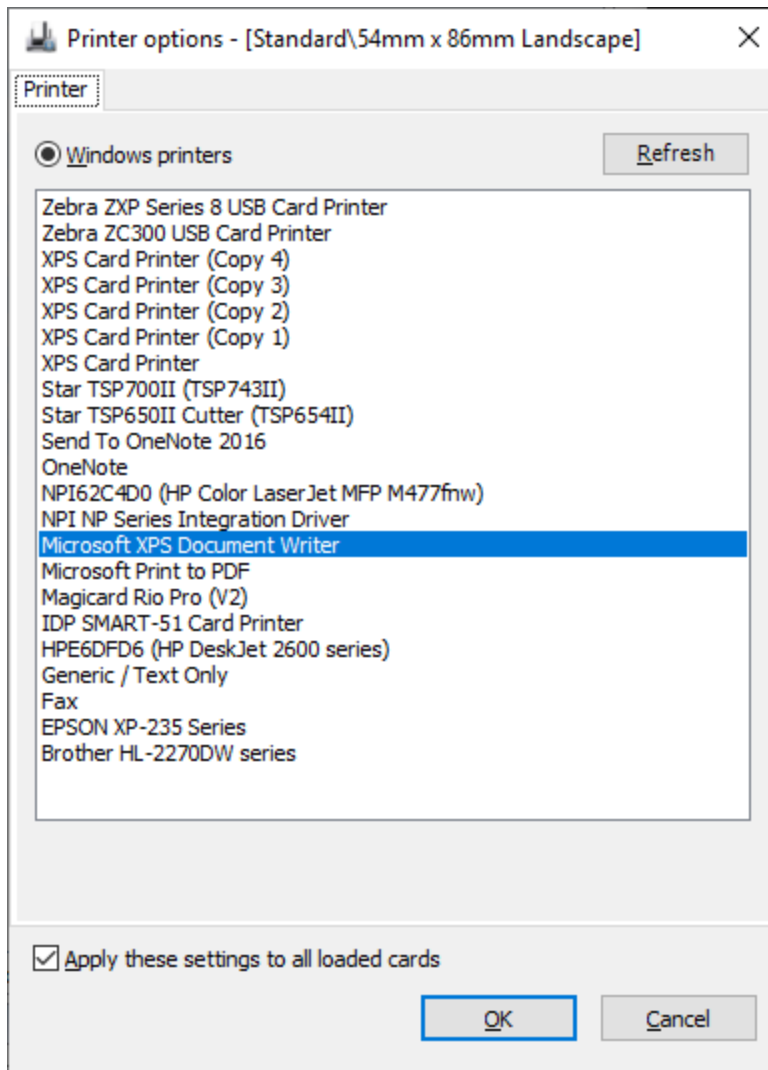 Printer options - [Standard\54mm x 86mm Landscape]
Printer
Windows printers
Refresh
Zebra ZXP Series 8 USB Card Printer
Zebra ZC300 USB Card Printer
XPS Card Printer (Copy 4)
XPS Card Printer (Copy 3)
XPS Card Printer (Copy 2)
XPS Card Printer (Copy 1)
XPS Card Printer
Star TSP700II (TSP743II)
Star TSP650II Cutter (TSP654II)
Send To OneNote 2016
OneNote
NPI62C4D0 (HP Color LaserJet MFP M477fnw)
NPI NP Series Integration Driver
Microsoft XPS Document Writer
Microsoft Print to PDF
Magicard Rio Pro (V2)
IDP SMART-51 Card Printer
HPE6DFD6 (HP DeskJet 2600 series)
Generic / Text Only
Fax
EPSON XP-235 Series
Brother HL-2270DW series
Apply these settings to all loaded cards
OK
Cancel